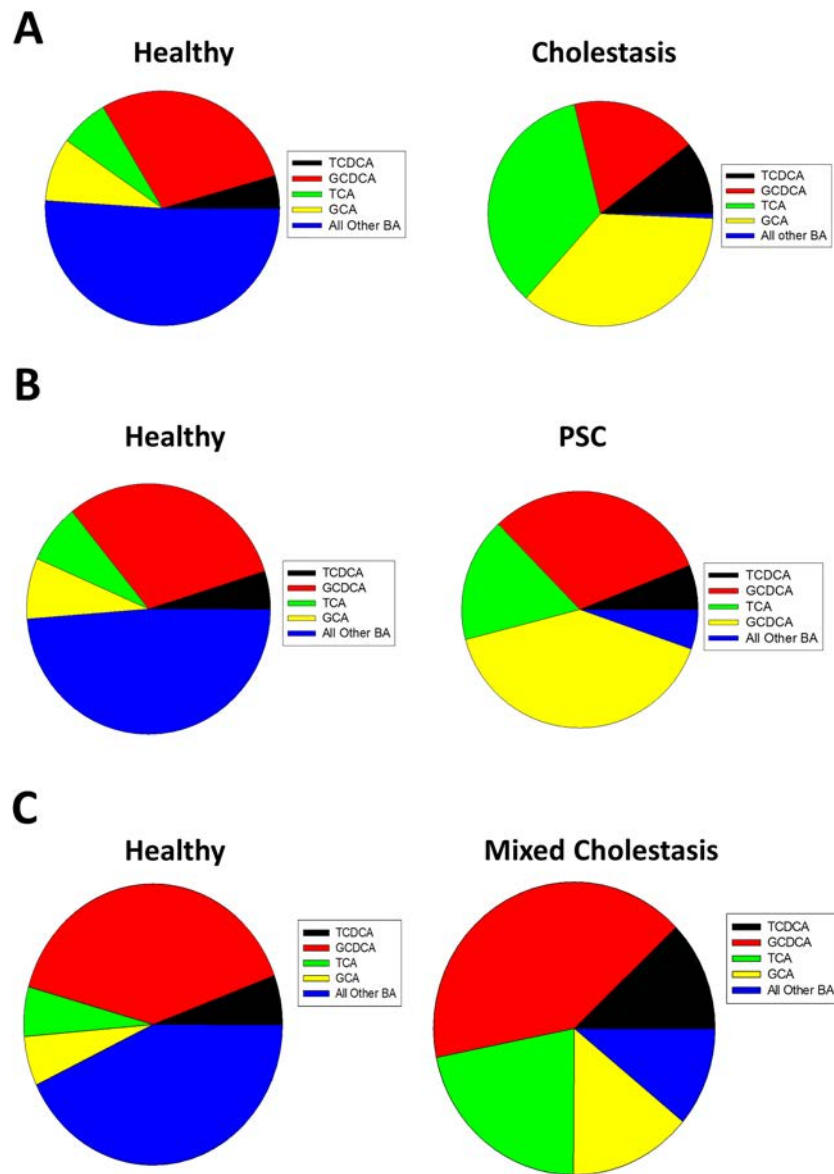 A
Healthy
Cholestasis
TCDCA
GCDCA
TCA
GCA
All Other BA
TCDCA
GCDCA
TCA
GCA
All other BA
B
Healthy
PSC
TCDCA
GCDCA
TCA
GCA
All Other BA
TCDCA
GCDCA
TCA
GCDCA
All Other BA
C
Healthy
Mixed Cholestasis
TCDCA
GCDCA
TCA
GCA
All Other BA
TCDCA
GCDCA
TCA
GCA
All Other BA